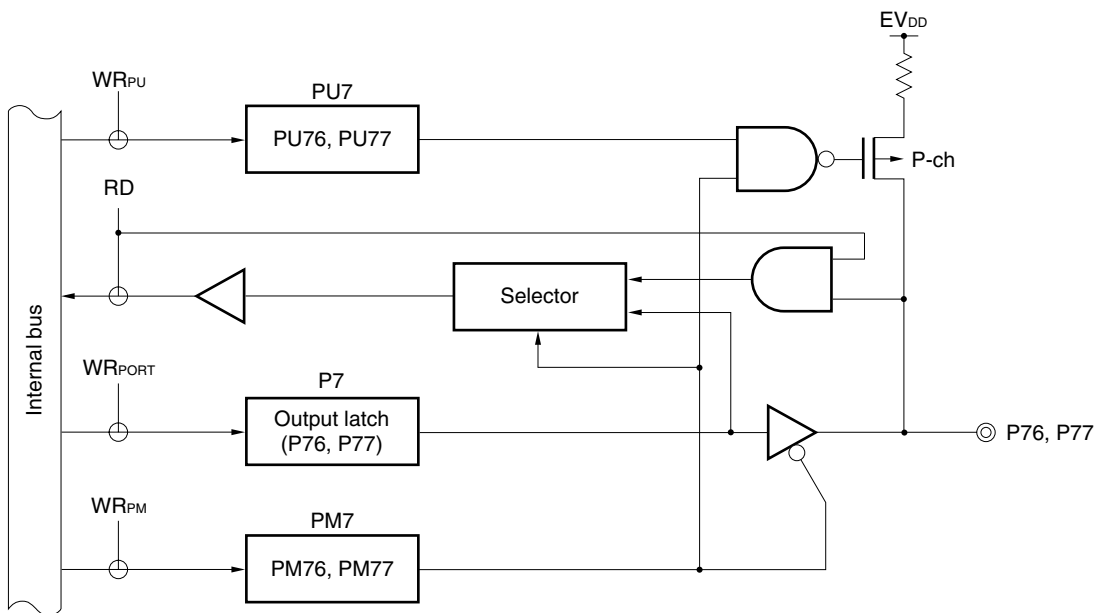 EVDD
WRPU
PU7
PU76, PU77
P-ch
RD
Selector
Internal bus
WRPORT
P7
Output latch
(P76, P77)
P76, P77
WRPM
PM7
PM76, PM77